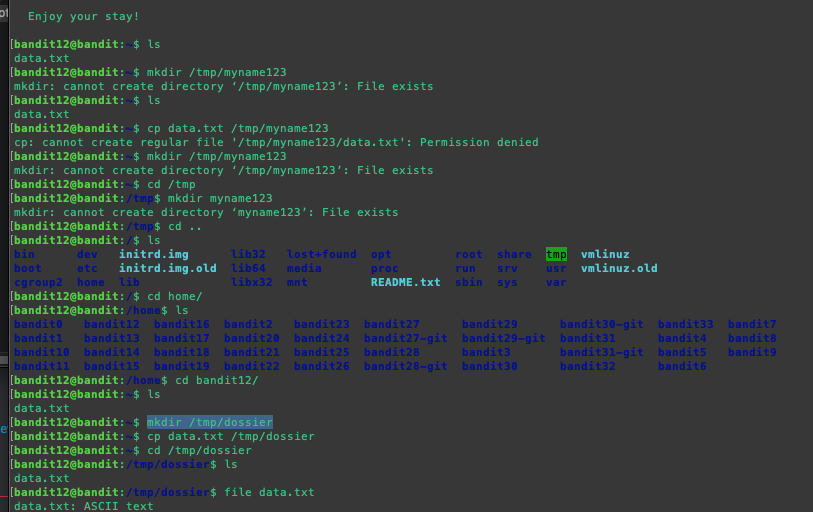 Enjoy your stay!
[bandit12@bandit:~$ ls
data.txt
[bandit12@bandit:~$ mkdir /tmp/myname123
mkdir: cannot create directory ‘/tmp/myname123’: File exists
[bandit12@bandit:~$ ls
data.txt
[bandit12@bandit:~$ cp data.txt /tmp/myname123
cp: cannot create regular file '/tmp/myname123/data.txt': Permission denied
[bandit12@bandit:~$ mkdir /tmp/myname123
mkdir: cannot create directory ‘/tmp/myname123’: File exists
[bandit12@bandit:~$ cd /tmp
[bandit12@bandit:/tmp$ mkdir myname123
mkdir: cannot create directory ‘myname123’: File exists
[bandit12@bandit:/tmp$ cd ..
[bandit12@bandit:/$ ls
bin dev initrd.img lib32 lost+found opt root share tmp vmlinuz
boot etc initrd.img.old lib64 media proc run srv usr vmlinuz.old
cgroup2 home lib libx32 mnt README.txt sbin sys var
[bandit12@bandit:/$ cd home/
[bandit12@bandit:/home$ ls
bandit0 bandit12 bandit16 bandit2 bandit23 bandit27 bandit29 bandit30-git bandit33 bandit7
bandit1 bandit13 bandit17 bandit20 bandit24 bandit27-git bandit29-git bandit31 bandit4 bandit8
bandit10 bandit14 bandit18 bandit21 bandit25 bandit28 bandit3 bandit31-git bandit5 bandit9
bandit11 bandit15 bandit19 bandit22 bandit26 bandit28-git bandit30 bandit32 bandit6
[bandit12@bandit:/home$ cd bandit12/
[bandit12@bandit:~$ ls
data.txt
[bandit12@bandit:~$ mkdir /tmp/dossier
[bandit12@bandit:~$ cp data.txt /tmp/dossier
[bandit12@bandit:~$ cd /tmp/dossier
[bandit12@bandit:/tmp/dossier$ ls
data.txt
[bandit12@bandit:/tmp/dossier$ file data.txt
data.txt: ASCII text